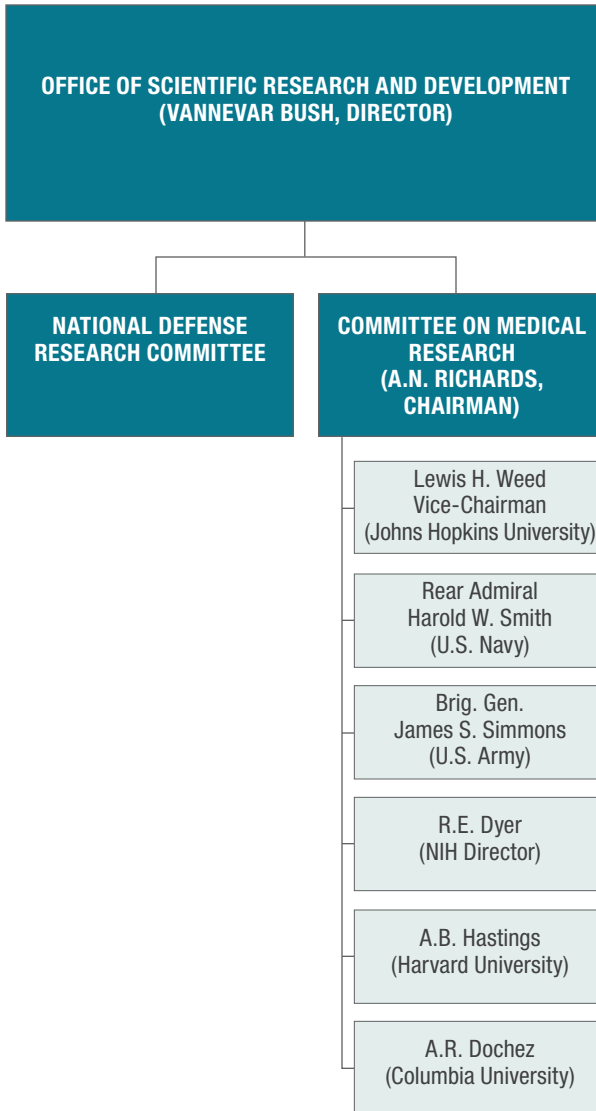 OFFICE OF SCIENTIFIC RESEARCH AND DEVELOPMENT
(VANNEVAR BUSH, DIRECTOR)
NATIONAL DEFENSE
RESEARCH COMMITTEE
COMMITTEE ON MEDICAL
RESEARCH
(A.N. RICHARDS,
CHAIRMAN)
Lewis H. Weed
Vice-Chairman
(Johns Hopkins University)
Rear Admiral
Harold W. Smith
(U.S. Navy)
Brig. Gen.
James S. Simmons
(U.S. Army)
R.E. Dyer
(NIH Director)
A.B. Hastings
(Harvard University)
A.R. Dochez
(Columbia University)